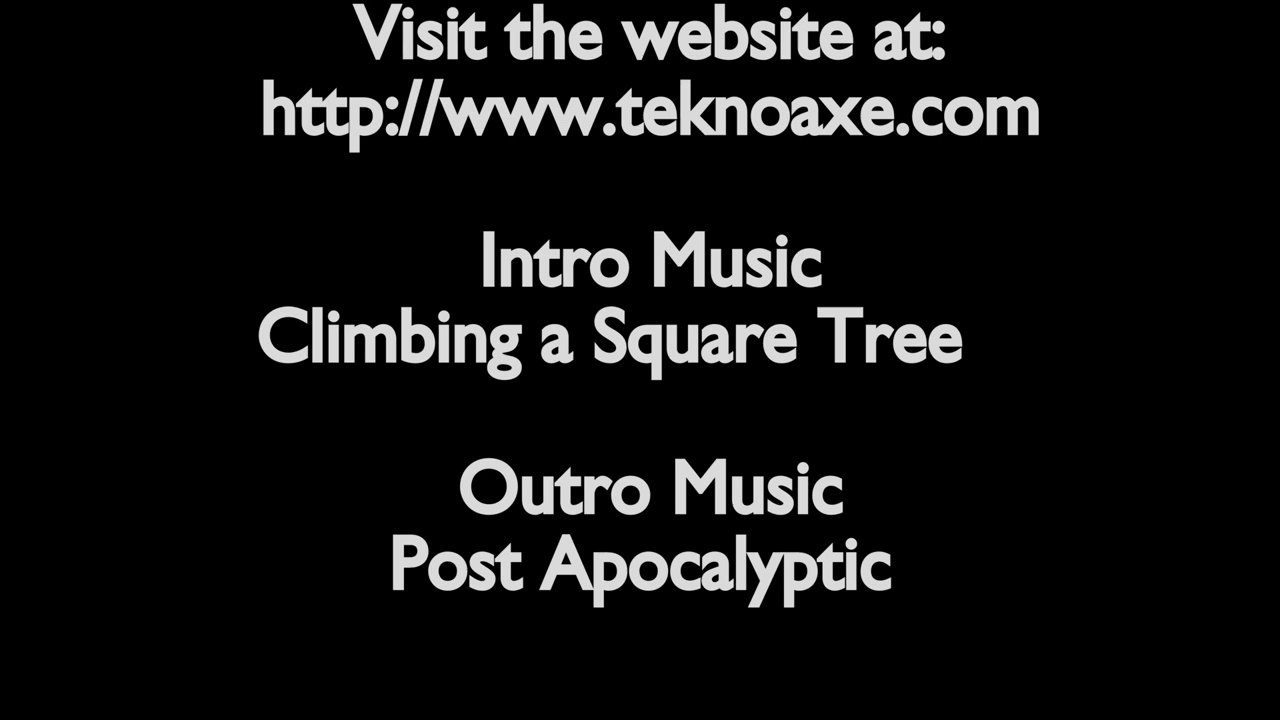 Visit the website at:
http://www.teknoaxe.com
Intro Music
Climbing a Square Tree
Outro Music
Post Apocalyptic